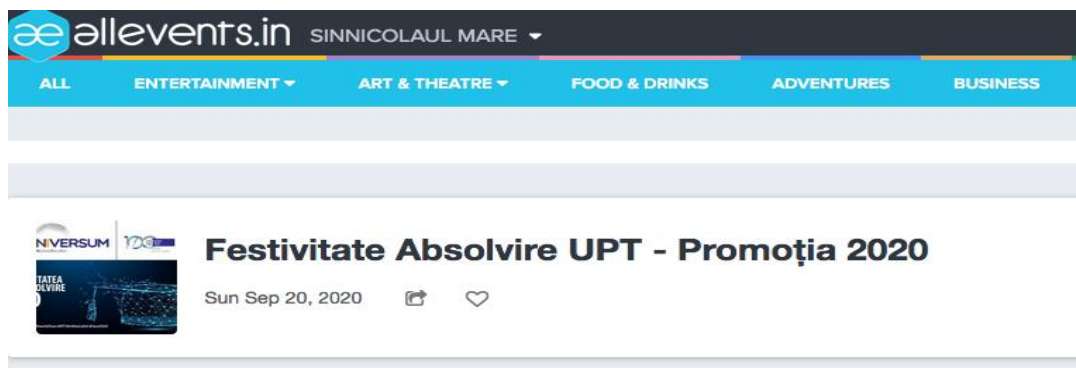 æ allevents.in SINNICOLAUL MARE
ALL ENTERTAINMENT ART & THEATRE FOOD & DRINKS ADVENTURES BUSINESS
NIVERSUM 100
Festivitate Absolvire UPT - Promoția 2020
TATEA
OLVIRE
Sun Sep 20, 2020